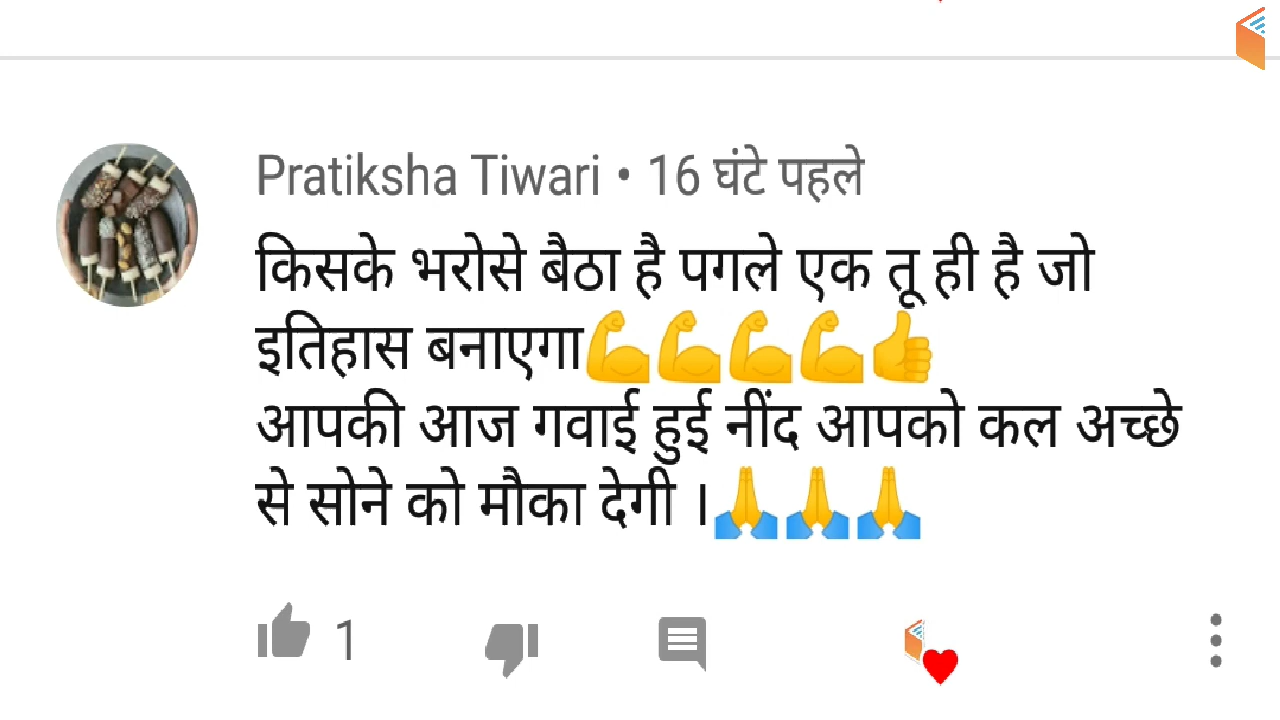 Pratiksha Tiwari • 16 घंटे पहले
किसके भरोसे बैठा है पगले एक तू ही है जो
इतिहास बनाएगा💪💪💪💪👍
आपकी आज गवाई हुई नींद आपको कल अच्छे
से सोने को मौका देगी ।🙏🙏🙏
1